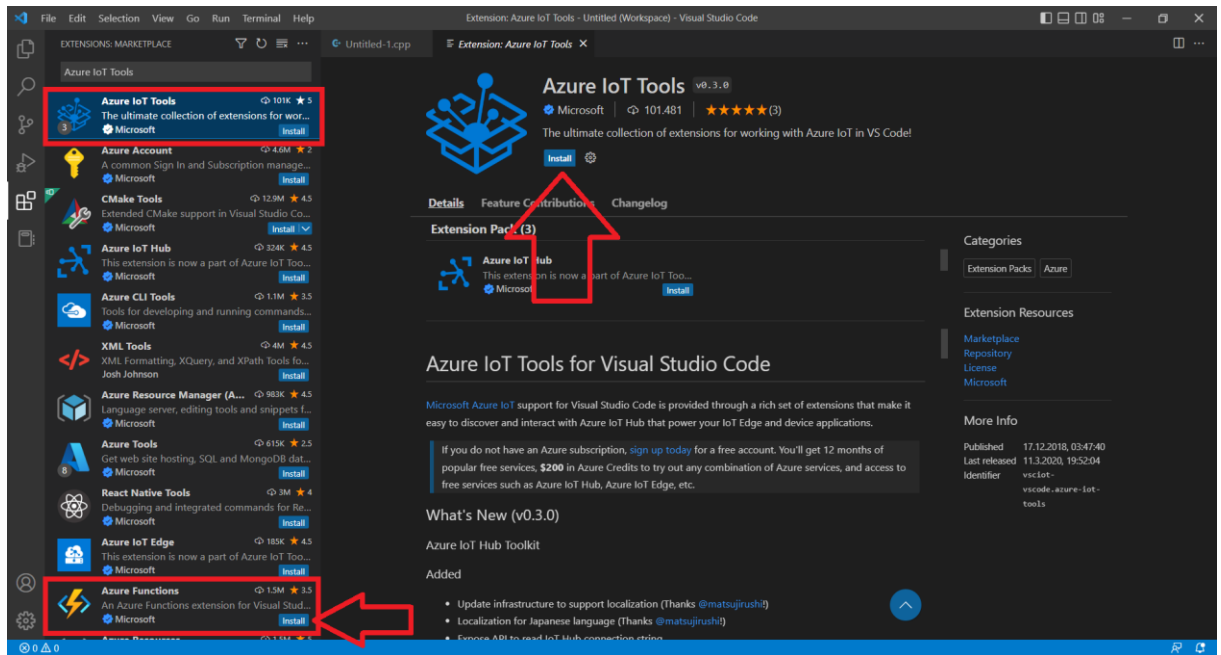 File Edit Selection View Go Run Terminal Help
Extension: Azure IoT Tools - Untitled (Workspace) - Visual Studio Code
EXTENSIONS: MARKETPLACE
Untitled-1.cpp
Extension: Azure IoT Tools
Azure IoT Tools
Azure IoT Tools 101K ★ 5
The ultimate collection of extensions for wor...
3 Microsoft Install
Azure Account 4.6M ★ 2
A common Sign In and Subscription manage...
Microsoft Install
CMake Tools 12.9M ★ 4.5
Extended CMake support in Visual Studio Co...
Microsoft Install
Azure IoT Hub 324K ★ 4.5
This extension is now a part of Azure IoT Too...
Microsoft Install
Azure CLI Tools 1.1M ★ 3.5
Tools for developing and running commands...
Microsoft Install
XML Tools 4M ★ 4.5
XML Formatting, XQuery, and XPath Tools fo...
Josh Johnson Install
Azure Resource Manager (A... 983K ★ 4.5
Language server, editing tools and snippets f...
Microsoft Install
Azure Tools 615K ★ 2.5
Get web site hosting, SQL and MongoDB dat...
8 Microsoft Install
React Native Tools 3M ★ 4
Debugging and integrated commands for Re...
Microsoft Install
Azure IoT Edge 185K ★ 4.5
This extension is now a part of Azure IoT Too...
Microsoft Install
Azure Functions 1.5M ★ 3.5
An Azure Functions extension for Visual Stud...
Microsoft Install
Azure Resources 1.5M ★ 5
Azure IoT Tools v0.3.0
Microsoft 101.481 ★★★★★(3)
The ultimate collection of extensions for working with Azure IoT in VS Code!
Install
Details Feature Contributions Changelog
Extension Pack (3)
Azure IoT Hub
This extension is now a part of Azure IoT Too...
Microsoft Install
Azure IoT Tools for Visual Studio Code
Microsoft Azure IoT support for Visual Studio Code is provided through a rich set of extensions that make it
easy to discover and interact with Azure IoT Hub that power your IoT Edge and device applications.
If you do not have an Azure subscription, sign up today for a free account. You'll get 12 months of
popular free services, $200 in Azure Credits to try out any combination of Azure services, and access to
free services such as Azure IoT Hub, Azure IoT Edge, etc.
What's New (v0.3.0)
Azure IoT Hub Toolkit
Added
• Update infrastructure to support localization (Thanks @matsujirushi!)
• Localization for Japanese language (Thanks @matsujirushi!)
• Expose API to read IoT Hub connection string
Categories
Extension Packs Azure
Extension Resources
Marketplace
Repository
License
Microsoft
More Info
Published 17.12.2018, 03:47:40
Last released 11.3.2020, 19:52:04
Identifier vsciot-
vscode.azure-iot-
tools
0 0